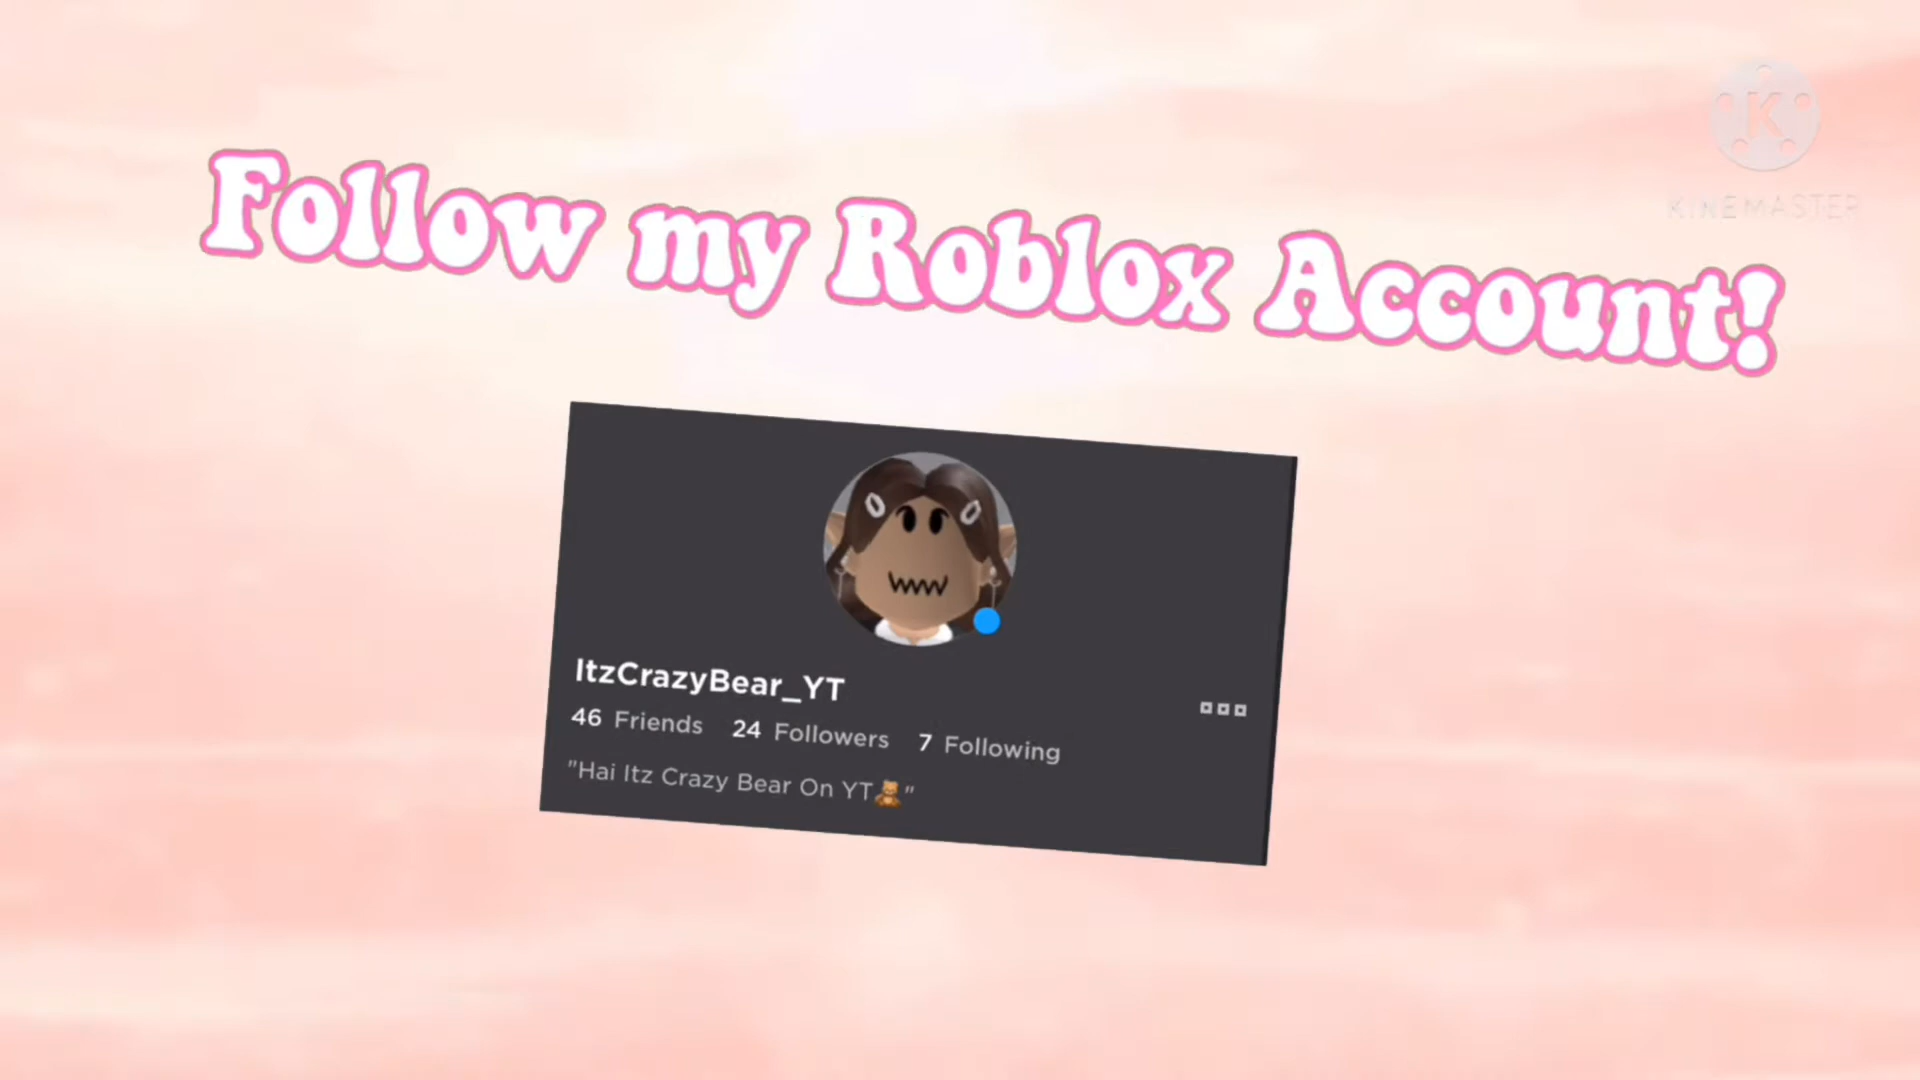 K
KINEMASTER
Follow my Roblox Account!
ItzCrazyBear_YT
46 Friends 24 Followers 7 Following
"Hai Itz Crazy Bear On YT🧸"